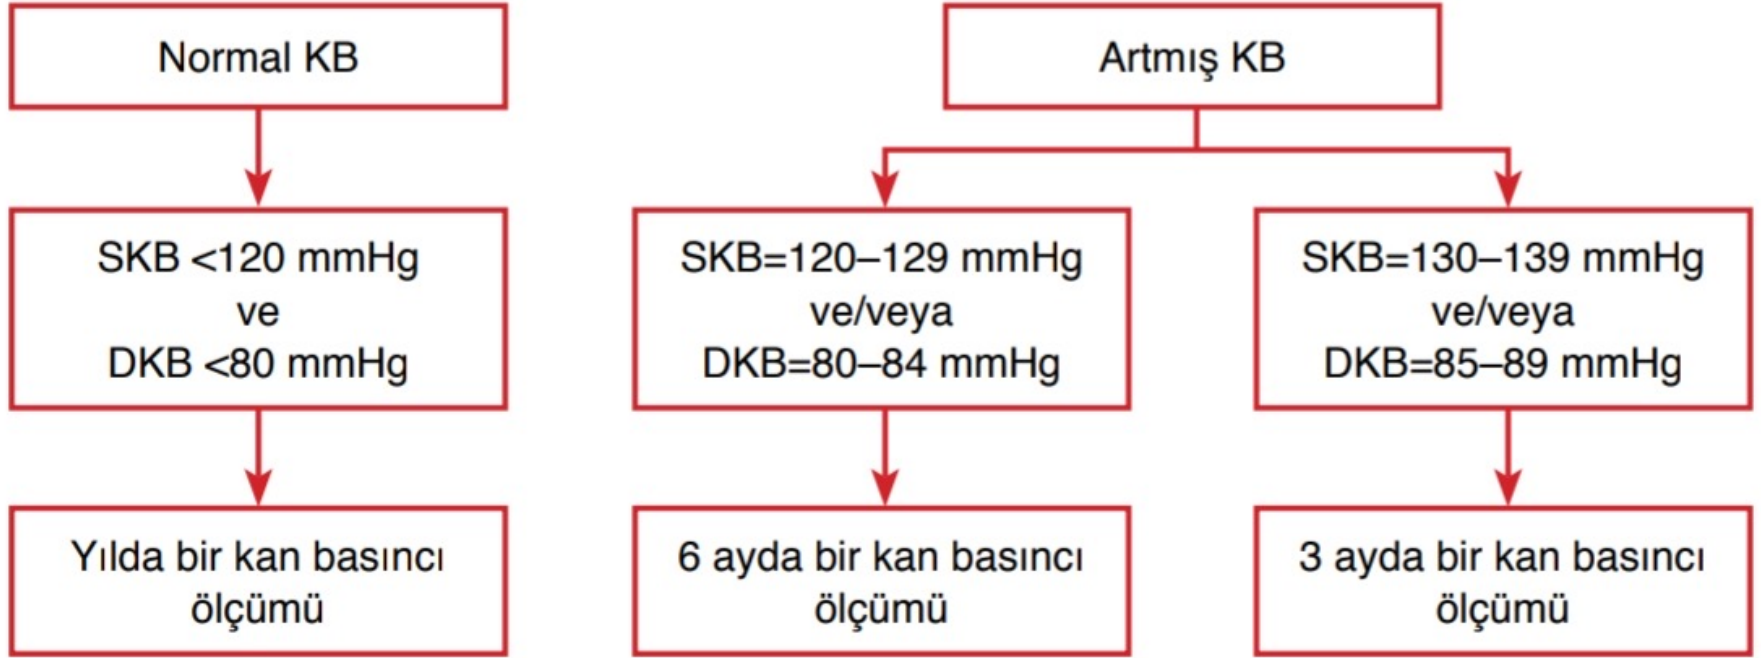 Normal KB
Artmış KB
SKB <120 mmHg
ve
DKB <80 mmHg
SKB=120–129 mmHg
ve/veya
DKB=80–84 mmHg
SKB=130–139 mmHg
ve/veya
DKB=85–89 mmHg
Yılda bir kan basıncı
ölçümü
6 ayda bir kan basıncı
ölçümü
3 ayda bir kan basıncı
ölçümü